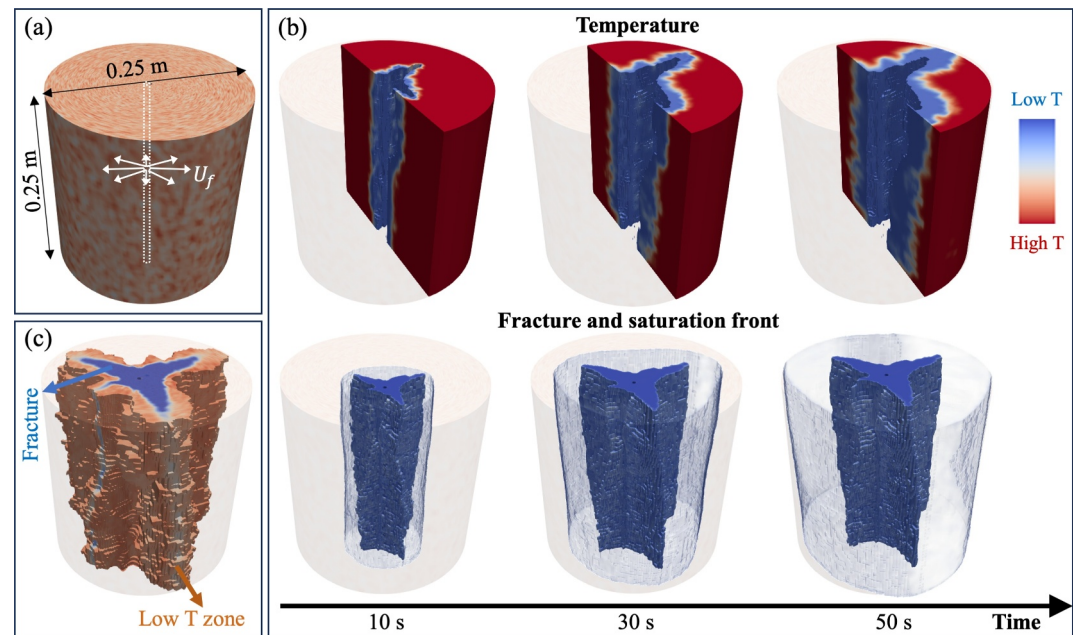 (a)
0.25 m
0.25 m
U_f
(b)
Temperature
Low T
High T
Fracture and saturation front
(c)
Fracture
Low T zone
10 s
30 s
50 s
Time